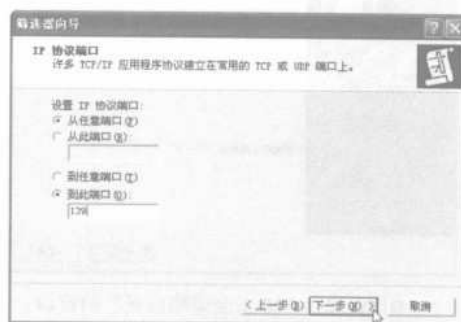 筛选器向导
IP 协议端口
许多 TCP/IP 应用程序协议建立在常用的 TCP 或 UDP 端口上。
设置 IP 协议端口:
从任意端口(F)
从此端口(R):
到任意端口(T)
到此端口(O):
139
< 上一步(B) 下一步(N) > 取消